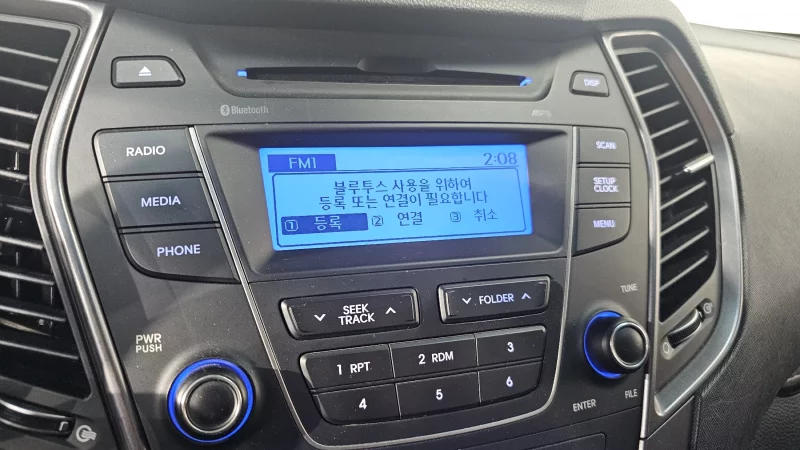 DISP
Bluetooth
RADIO
MEDIA
PHONE
FM1 2:08
블루투스 사용을 위하여
등록 또는 연결이 필요합니다
① 등록 ② 연결 ③ 취소
SCAN
SETUP
CLOCK
MENU
SEEK
TRACK
FOLDER
TUNE
PWR
PUSH
1 RPT
2 RDM
3
4
5
6
ENTER
FILE